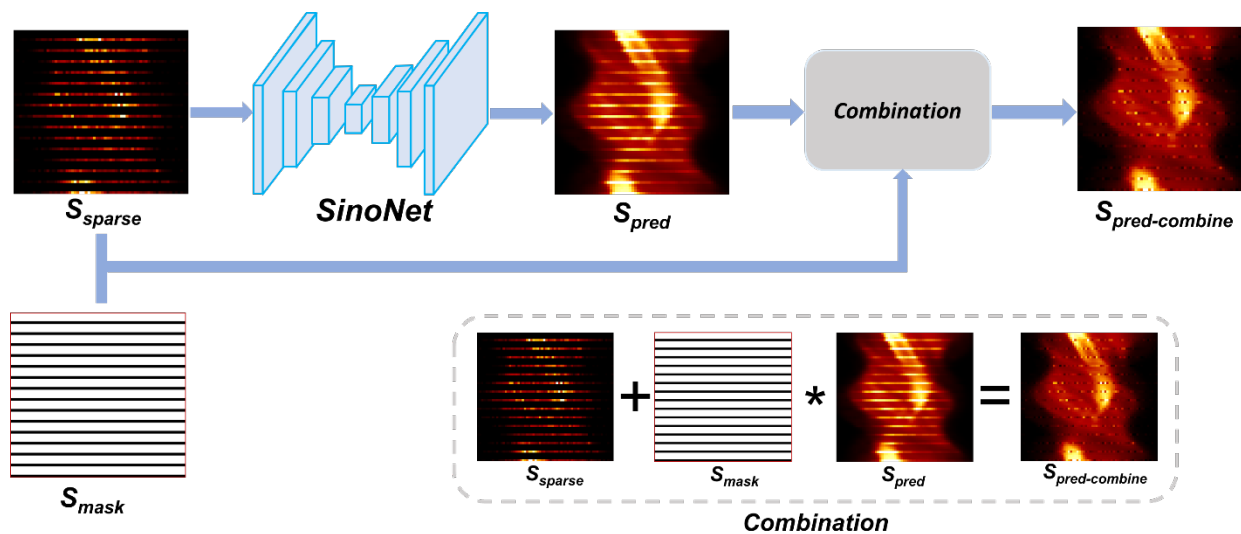 Combination
S_sparse
SinoNet
S_pred
S_pred-combine
+
*
=
S_mask
S_sparse
S_mask
S_pred
S_pred-combine
Combination